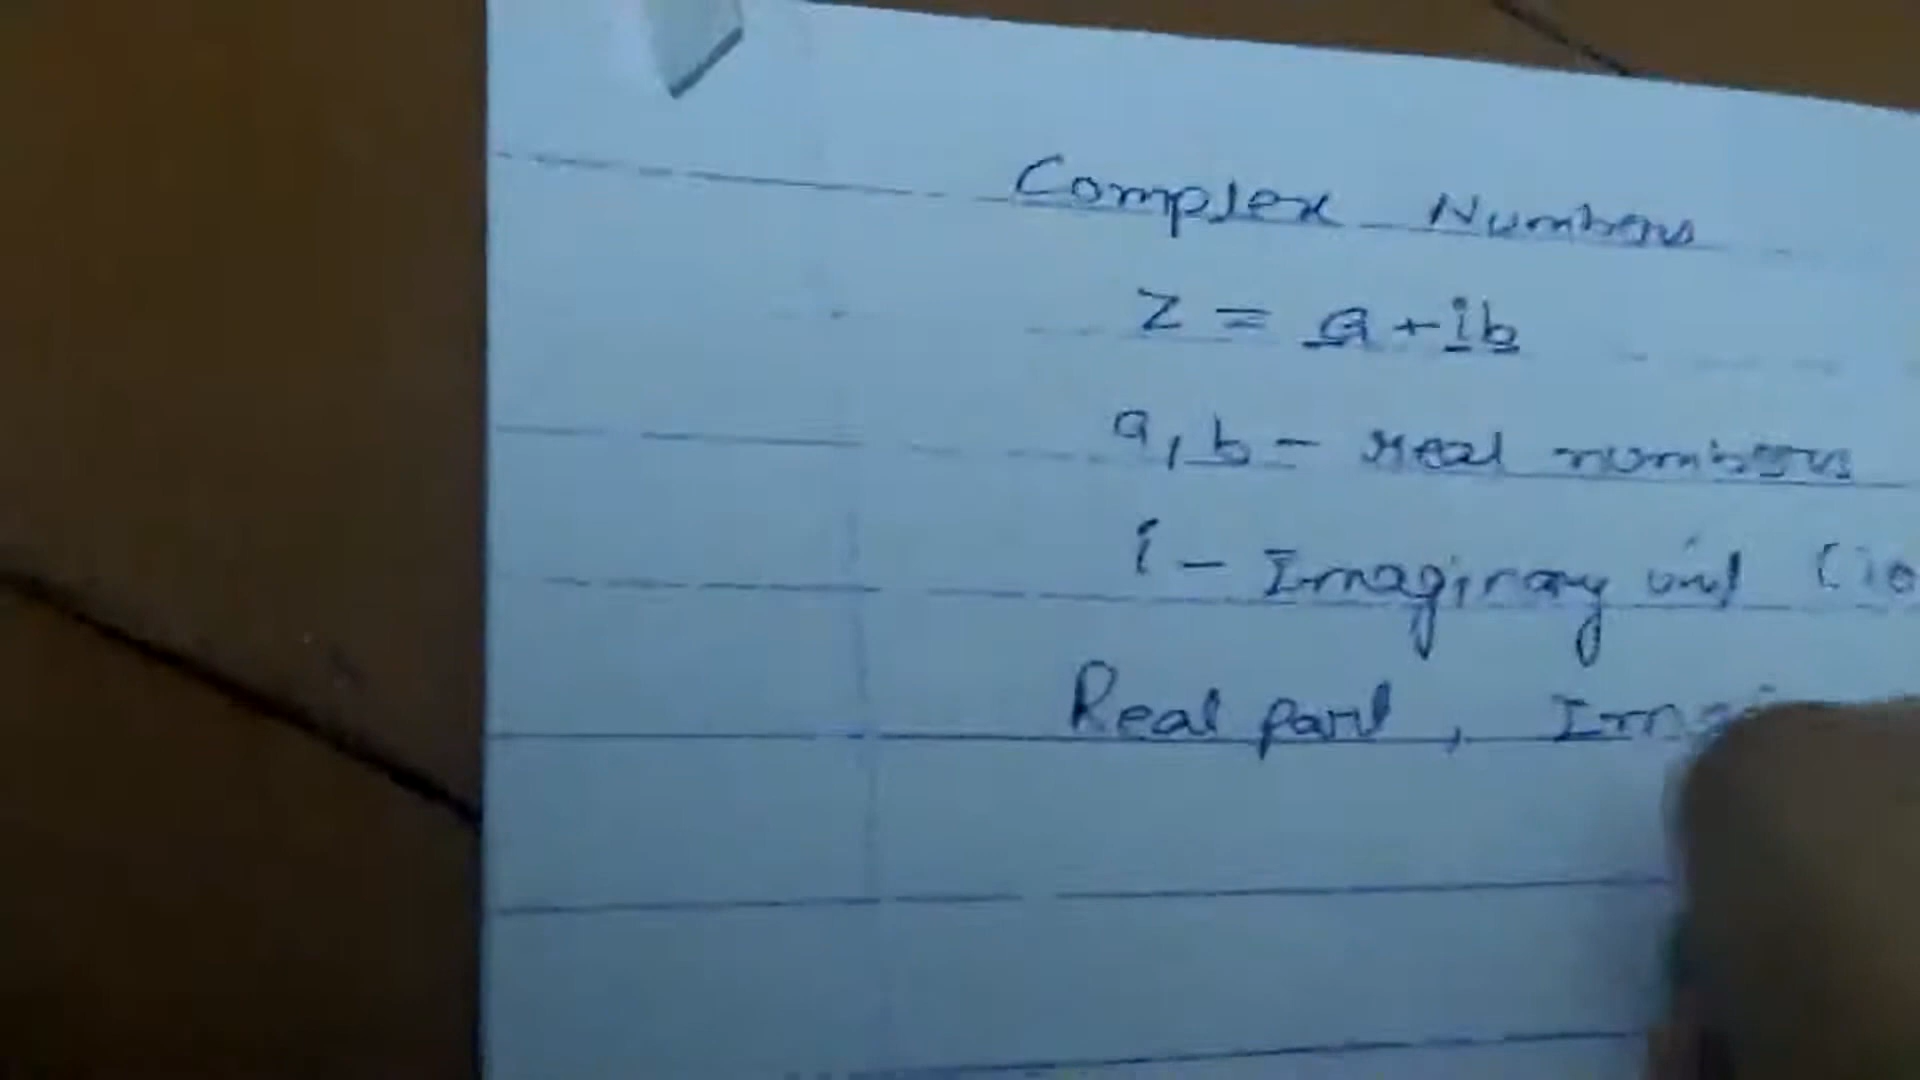 Complex Numbers
z = a + ib
a, b - real numbers
i - Imaginary unit
Real part,